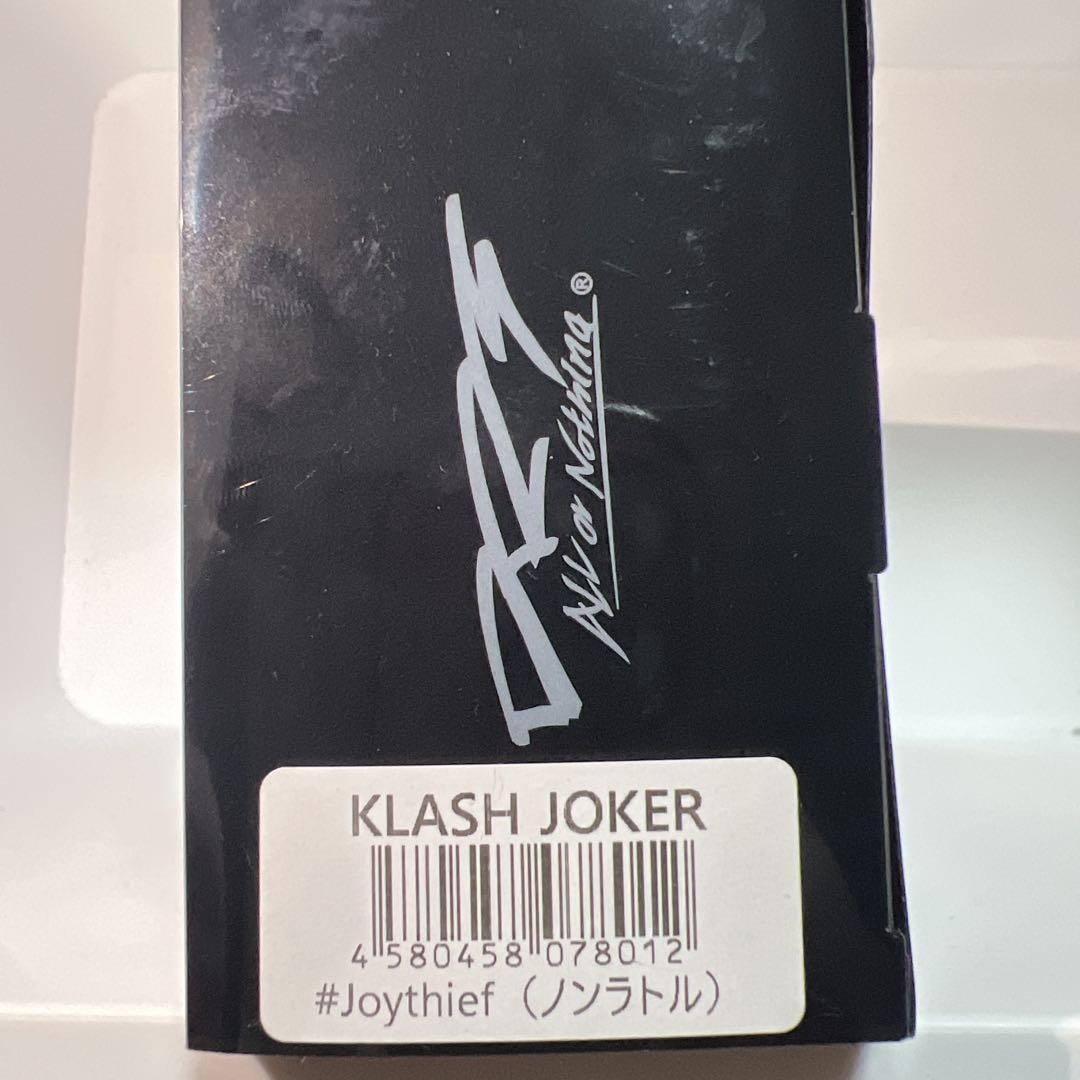 All or Nothing ®
KLASH JOKER
4 580458 078012
#Joythief（ノンラトル）